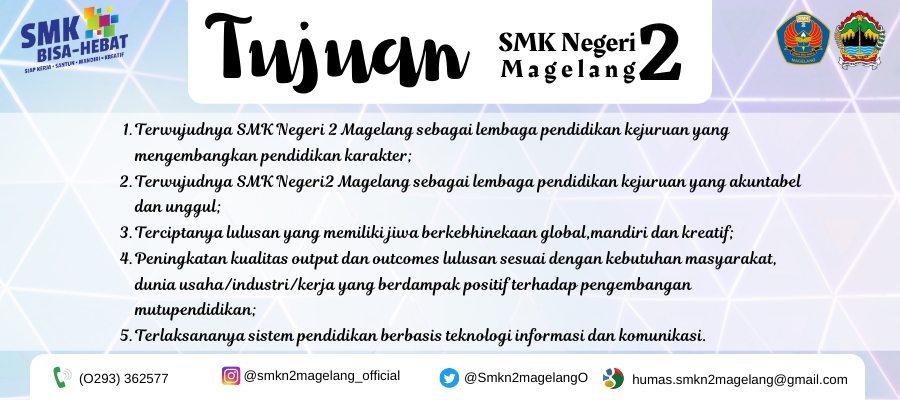 SMK
BISA-HEBAT
SIAP KERJA • SANTUN • MANDIRI • KREATIF
Tujuan
SMK Negeri 2
Magelang
MAGELANG
1. Terwujudnya SMK Negeri 2 Magelang sebagai lembaga pendidikan kejuruan yang
mengembangkan pendidikan karakter;
2. Terwujudnya SMK Negeri2 Magelang sebagai lembaga pendidikan kejuruan yang akuntabel
dan unggul;
3. Terciptanya lulusan yang memiliki jiwa berkebhinekaan global,mandiri dan kreatif;
4. Peningkatan kualitas output dan outcomes lulusan sesuai dengan kebutuhan masyarakat,
dunia usaha/industri/kerja yang berdampak positif terhadap pengembangan
mutupendidikan;
5. Terlaksananya sistem pendidikan berbasis teknologi informasi dan komunikasi.
(O293) 362577
@smkn2magelang_official
@Smkn2magelangO
humas.smkn2magelang@gmail.com